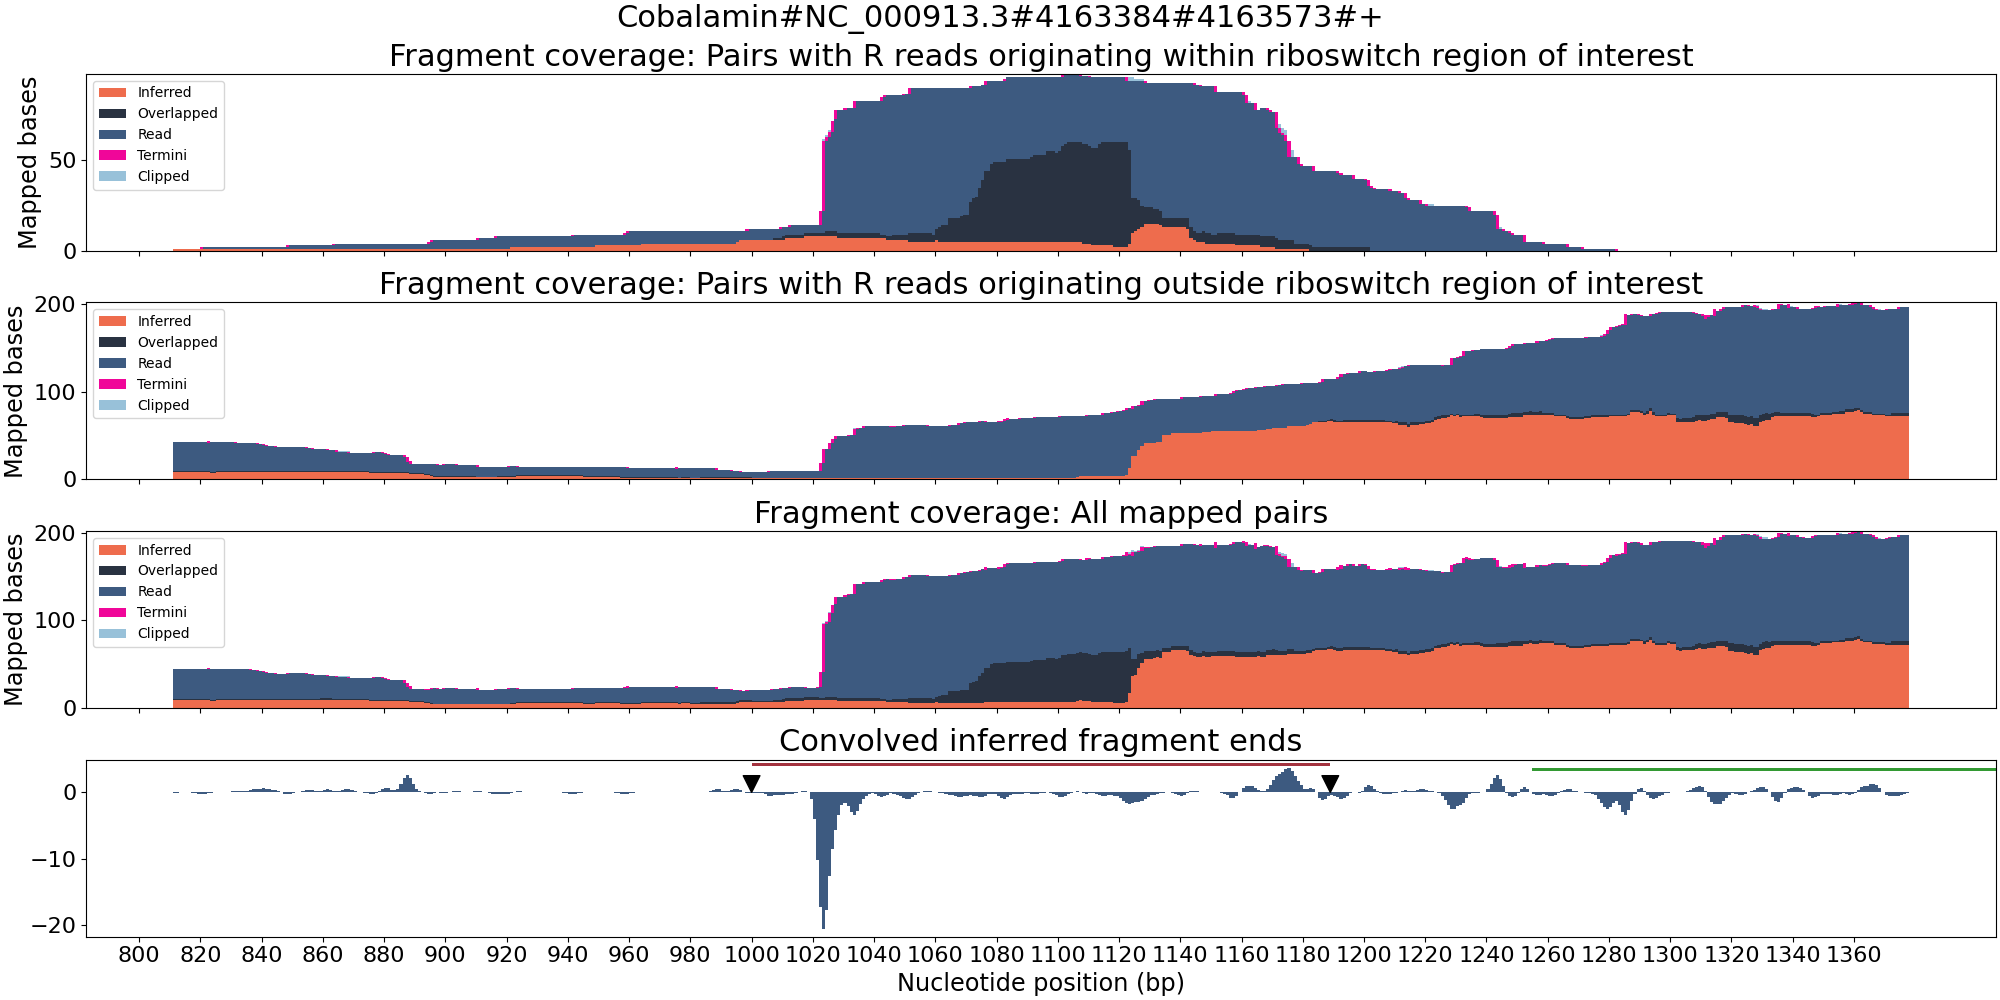 Cobalamin#NC_000913.3#4163384#4163573#+
Fragment coverage: Pairs with R reads originating within riboswitch region of interest
Mapped bases
50
0
Inferred
Overlapped
Read
Termini
Clipped
Fragment coverage: Pairs with R reads originating outside riboswitch region of interest
Mapped bases
200
100
0
Inferred
Overlapped
Read
Termini
Clipped
Fragment coverage: All mapped pairs
Mapped bases
200
100
0
Inferred
Overlapped
Read
Termini
Clipped
Convolved inferred fragment ends
0
−10
−20
800 820 840 860 880 900 920 940 960 980 1000 1020 1040 1060 1080 1100 1120 1140 1160 1180 1200 1220 1240 1260 1280 1300 1320 1340 1360
Nucleotide position (bp)